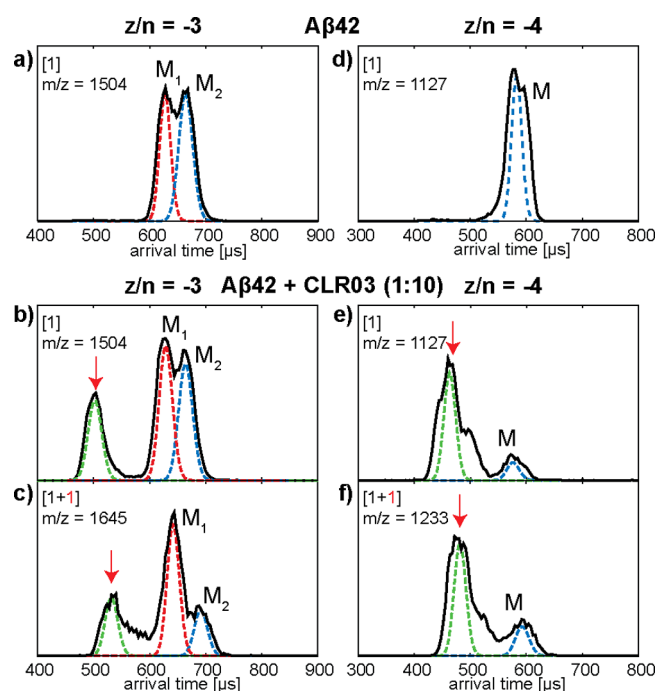 z/n = -3 Aβ42 z/n = -4
a) [1] m/z = 1504 M₁ M₂
400 500 600 700 800 900
arrival time [µs]
d) [1] m/z = 1127 M
300 400 500 600 700 800
arrival time [µs]
z/n = -3 Aβ42 + CLR03 (1:10) z/n = -4
b) [1] m/z = 1504 M₁ M₂
e) [1] m/z = 1127 M
c) [1+1] m/z = 1645 M₁ M₂
400 500 600 700 800 900
arrival time [µs]
f) [1+1] m/z = 1233 M
300 400 500 600 700 800
arrival time [µs]